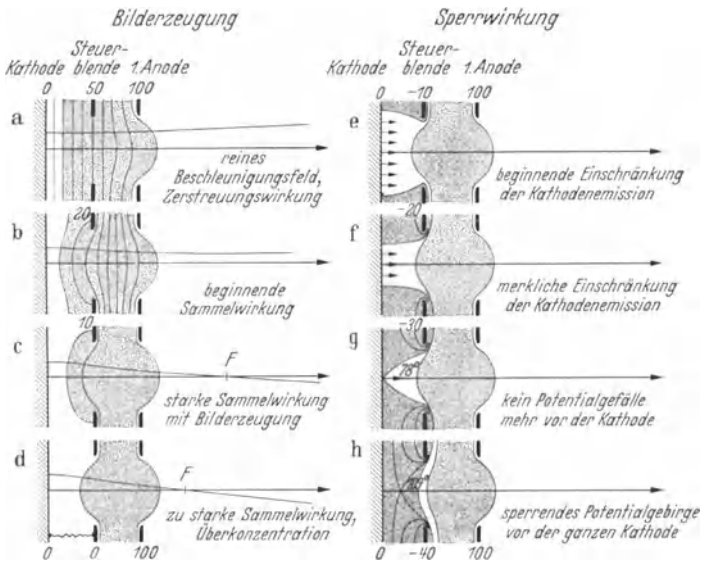 Bilderzeugung
Steuer-
Kathode blende 1.Anode
0 50 100
a
reines
Beschleunigungsfeld,
Zerstreuungswirkung
b
20
beginnende
Sammelwirkung
c
10
F
starke Sammelwirkung
mit Bilderzeugung
d
F
zu starke Sammelwirkung,
Überkonzentration
0 0 100
Sperrwirkung
Steuer-
Kathode blende 1.Anode
0 -10 100
e
beginnende Einschränkung
der Kathodenemission
f
-20
merkliche Einschränkung
der Kathodenemission
g
-30
kein Potentialgefälle
mehr vor der Kathode
h
sperrendes Potentialgebirge
vor der ganzen Kathode
0 -40 100